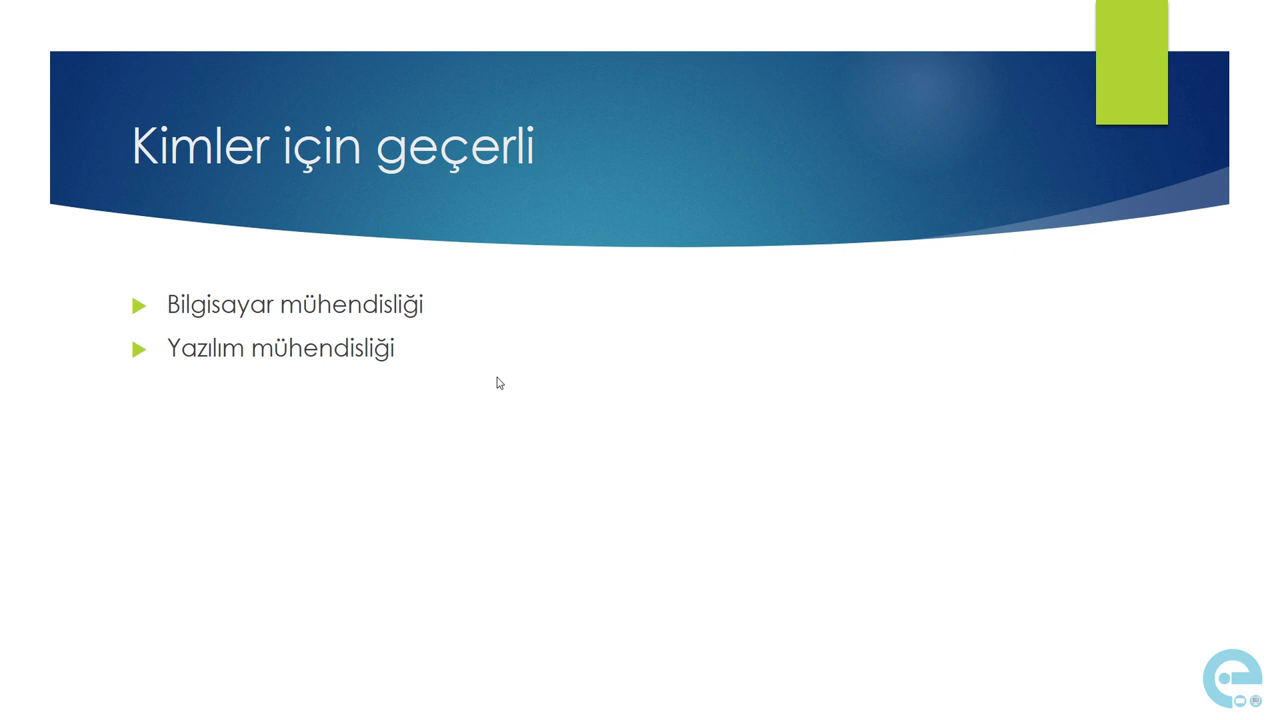 Kimler için geçerli
Bilgisayar mühendisliği
Yazılım mühendisliği